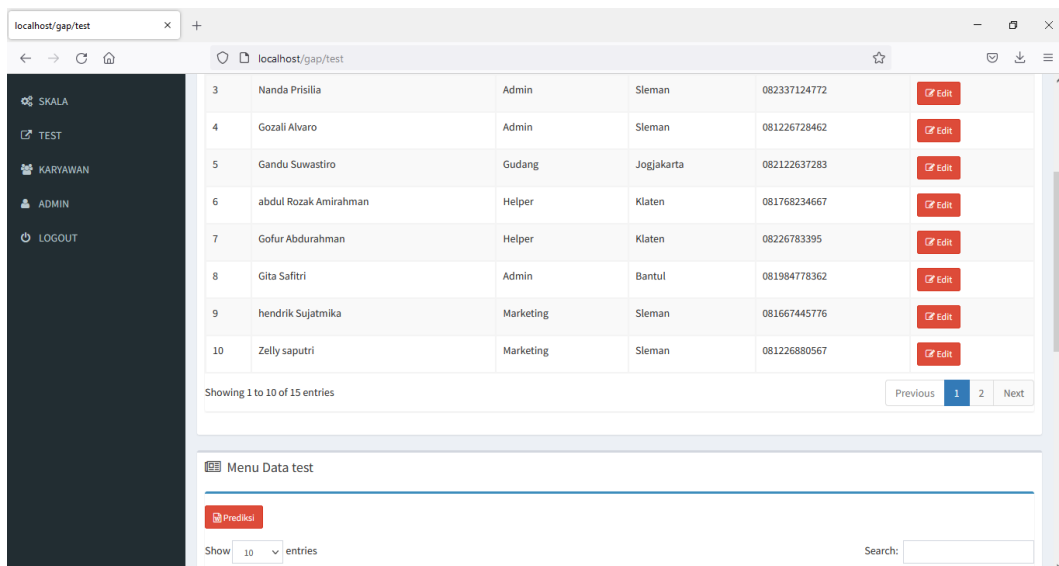 localhost/gap/test
localhost/gap/test
SKALA
TEST
KARYAWAN
ADMIN
LOGOUT
3 Nanda Prisilia Admin Sleman 082337124772 Edit
4 Gozali Alvaro Admin Sleman 081226728462 Edit
5 Gandu Suwastiro Gudang Jogjakarta 082122637283 Edit
6 abdul Rozak Amirahman Helper Klaten 081768234667 Edit
7 Gofur Abdurahman Helper Klaten 08226783395 Edit
8 Gita Safitri Admin Bantul 081984778362 Edit
9 hendrik Sujatmika Marketing Sleman 081667445776 Edit
10 Zelly saputri Marketing Sleman 081226880567 Edit
Showing 1 to 10 of 15 entries Previous 1 2 Next
Menu Data test
Prediksi
Show 10 entries Search: